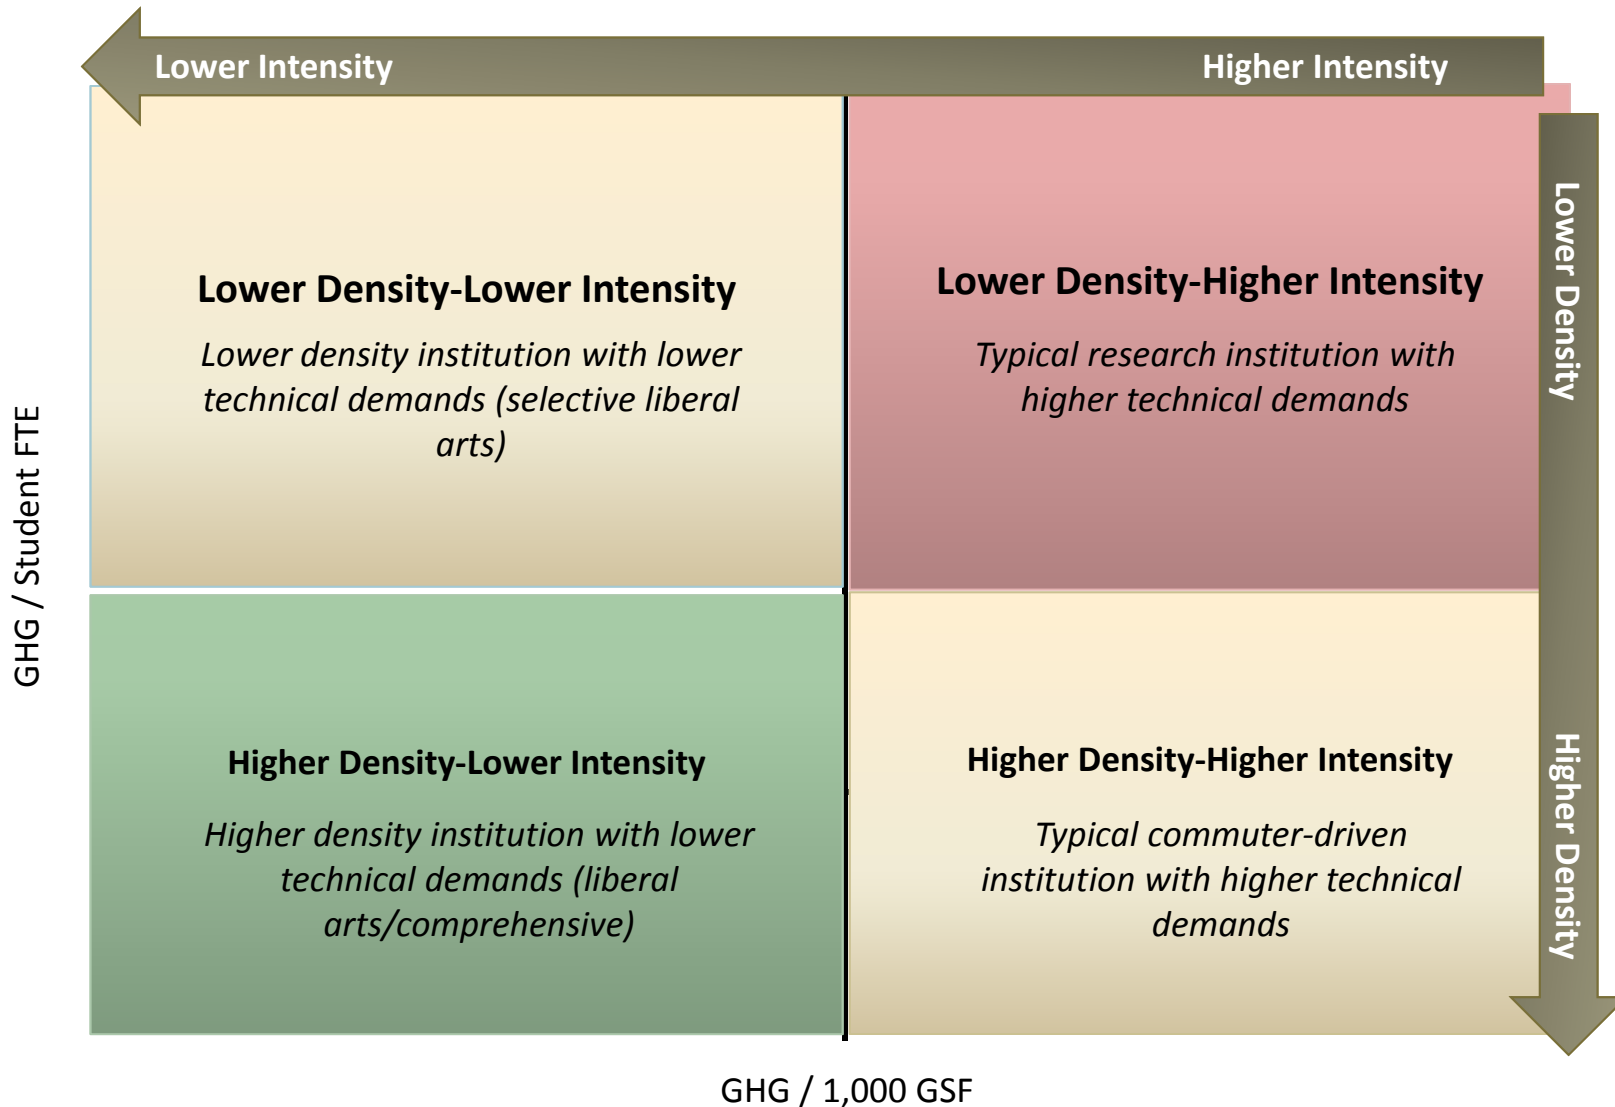 Lower Intensity
Higher Intensity
Lower Density-Lower Intensity
Lower density institution with lower
technical demands (selective liberal
arts)
Lower Density-Higher Intensity
Typical research institution with
higher technical demands
Lower Density
GHG / Student FTE
Higher Density-Lower Intensity
Higher density institution with lower
technical demands (liberal
arts/comprehensive)
Higher Density-Higher Intensity
Typical commuter-driven
institution with higher technical
demands
Higher Density
GHG / 1,000 GSF